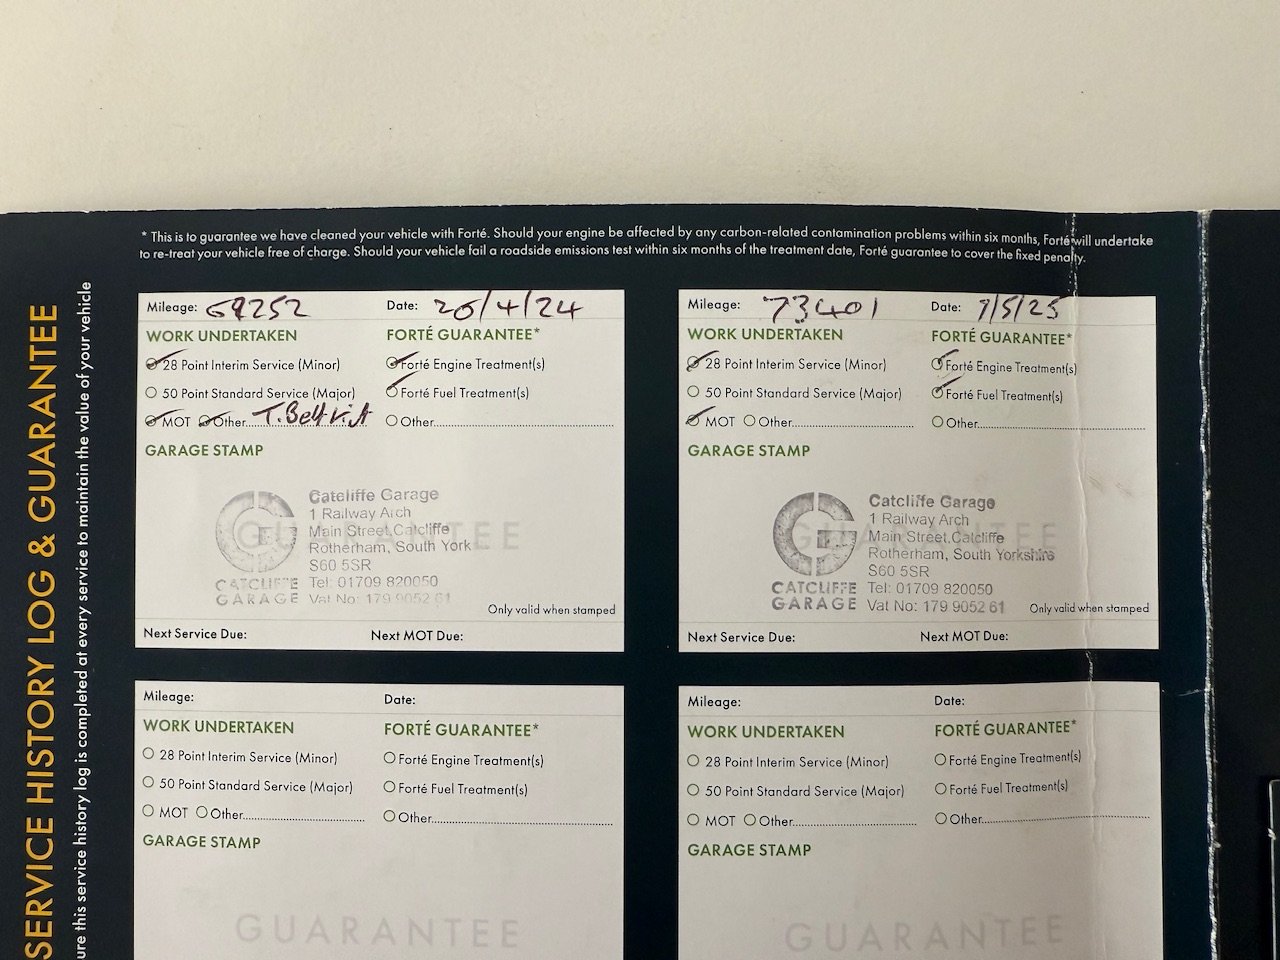 SERVICE HISTORY LOG & GUARANTEE
ure this service history log is completed at every service to maintain the value of your vehicle
* This is to guarantee we have cleaned your vehicle with Forté. Should your engine be affected by any carbon-related contamination problems within six months, Forté will undertake
to re-treat your vehicle free of charge. Should your vehicle fail a roadside emissions test within six months of the treatment date, Forté guarantee to cover the fixed penalty.
Mileage: 69252 Date: 26/4/24
WORK UNDERTAKEN FORTÉ GUARANTEE*
28 Point Interim Service (Minor) Forté Engine Treatment(s)
50 Point Standard Service (Major) Forté Fuel Treatment(s)
MOT Other T.Belt Kit Other
GARAGE STAMP
GUARANTEE
CATCLIFFE
GARAGE
Catcliffe Garage
1 Railway Arch
Main Street,Catcliffe
Rotherham, South York
S60 5SR
Tel: 01709 820050
Vat No: 179 9052 61
Only valid when stamped
Next Service Due: Next MOT Due:
Mileage: 73401 Date: /5/25
WORK UNDERTAKEN FORTÉ GUARANTEE*
28 Point Interim Service (Minor) Forté Engine Treatment(s)
50 Point Standard Service (Major) Forté Fuel Treatment(s)
MOT Other Other
GARAGE STAMP
GUARANTEE
CATCLIFFE
GARAGE
Catcliffe Garage
1 Railway Arch
Main Street,Catcliffe
Rotherham, South Yorkshire
S60 5SR
Tel: 01709 820050
Vat No: 179 9052 61
Only valid when stamped
Next Service Due: Next MOT Due:
Mileage: Date:
WORK UNDERTAKEN FORTÉ GUARANTEE*
28 Point Interim Service (Minor) Forté Engine Treatment(s)
50 Point Standard Service (Major) Forté Fuel Treatment(s)
MOT Other Other
GARAGE STAMP
GUARANTEE
Mileage: Date:
WORK UNDERTAKEN FORTÉ GUARANTEE*
28 Point Interim Service (Minor) Forté Engine Treatment(s)
50 Point Standard Service (Major) Forté Fuel Treatment(s)
MOT Other Other
GARAGE STAMP
GUARANTEE